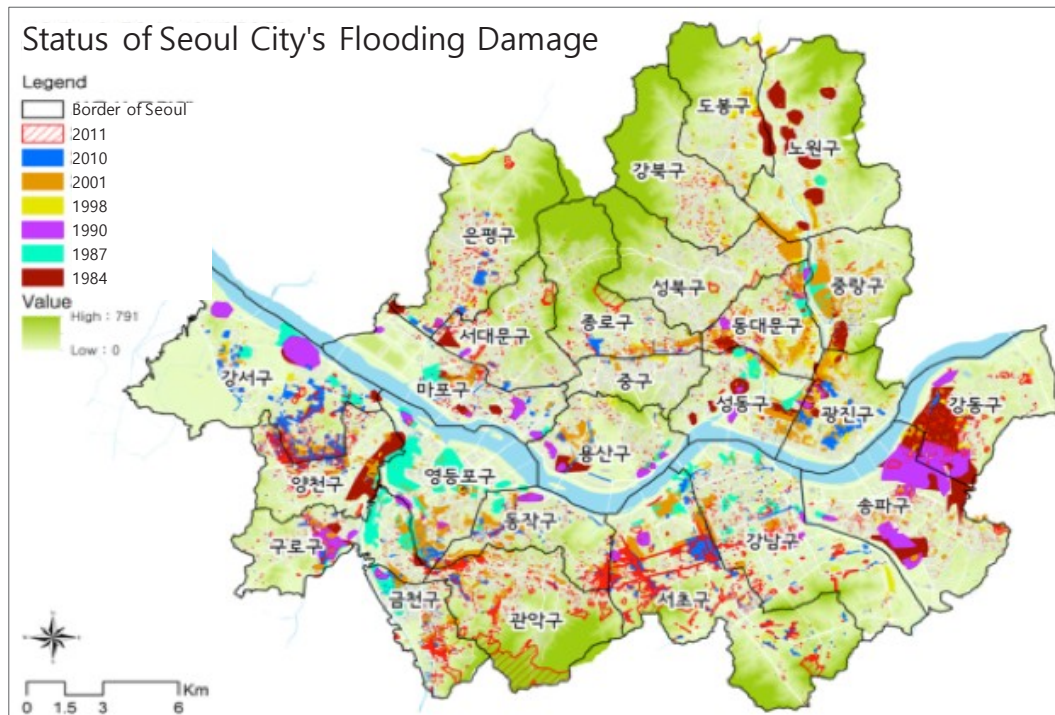 Status of Seoul City's Flooding Damage
Legend
Border of Seoul
2011
2010
2001
1998
1990
1987
1984
Value
High : 791
Low : 0
도봉구
노원구
강북구
은평구
성북구
중랑구
종로구
동대문구
서대문구
강서구
마포구
중구
성동구
광진구
강동구
용산구
영등포구
양천구
송파구
동작구
강남구
구로구
금천구
관악구
서초구
Km
0 1.5 3 6